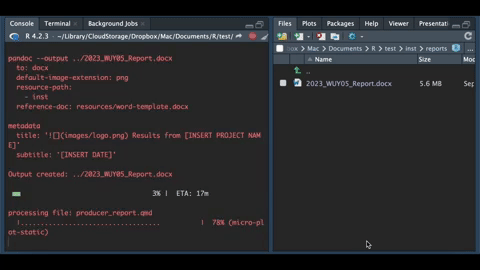 Console Terminal × Background Jobs ×
R 4.2.3 · ~/Library/CloudStorage/Dropbox/Mac/Documents/R/test/
pandoc --output ../2023_WUY05_Report.docx
to: docx
default-image-extension: png
resource-path:
- inst
reference-doc: resources/word-template.docx
metadata
title: '![](images/logo.png) Results from [INSERT PROJECT NAM
E]'
subtitle: '[INSERT DATE]'
Output created: ../2023_WUY05_Report.docx
3% | ETA: 17m
processing file: producer_report.qmd
|.................................. | 78% (micro-pl
ot-static)
Files Plots Packages Help Viewer Presentati
Mac > Documents > R > test > inst > reports
Name Size Mod
..
2023_WUY05_Report.docx 5.6 MB Sep